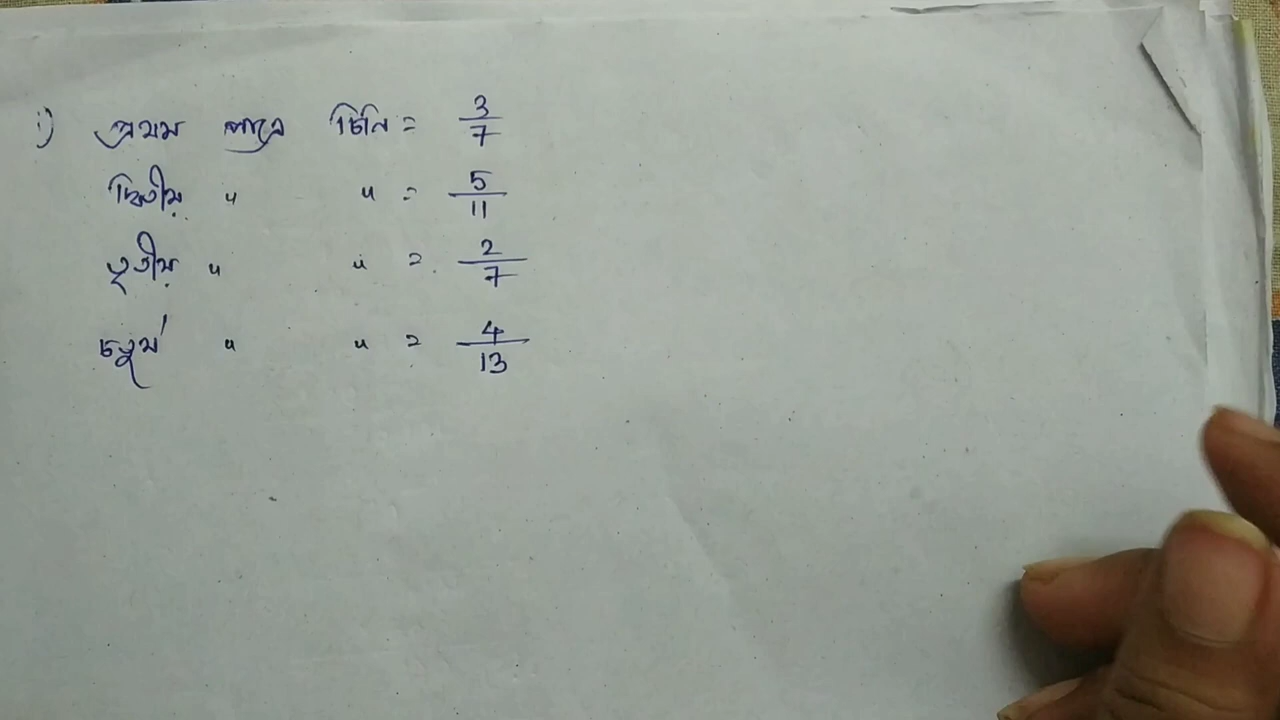 i) প্রথম পাত্রে চিনি = 3/7
দ্বিতীয় " " = 5/11
তৃতীয় " " = 2/7
চতুর্থ " " = 4/13